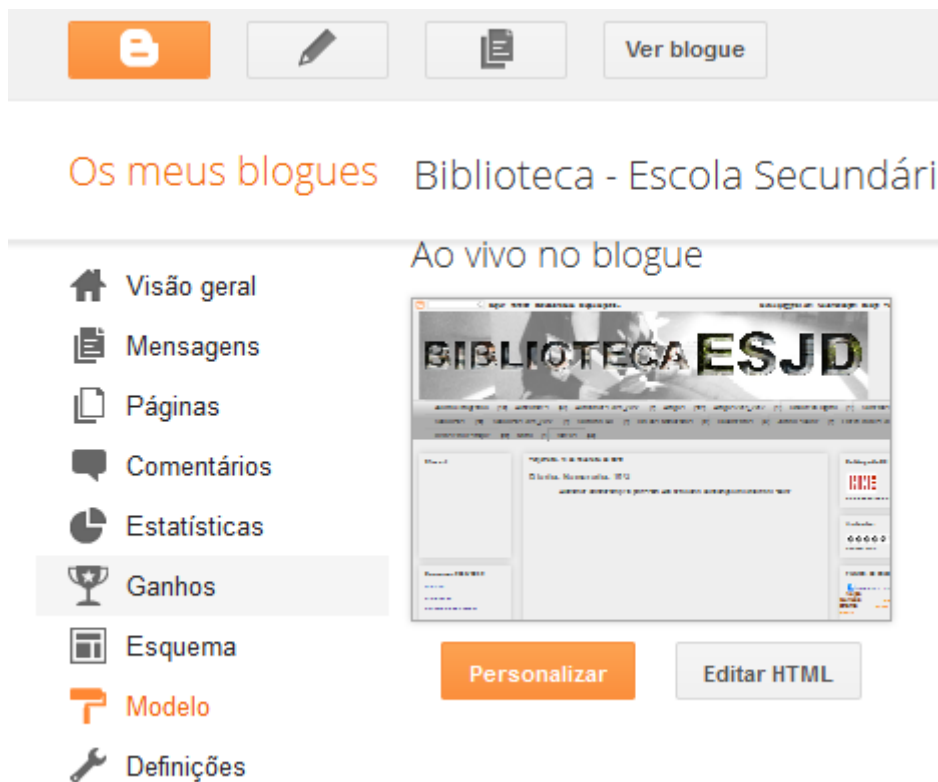 Ver blogue
Os meus blogues
Biblioteca - Escola Secundári
Ao vivo no blogue
Visão geral
Mensagens
Páginas
Comentários
Estatísticas
Ganhos
Esquema
Modelo
Definições
BIBLIOTECA ESJD
Personalizar
Editar HTML